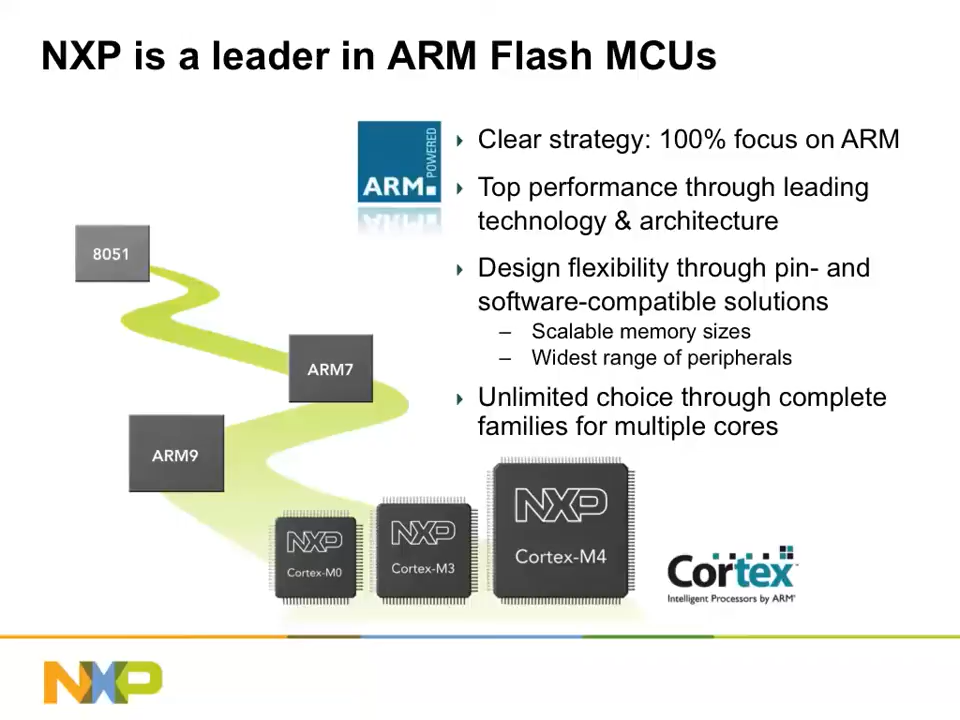 NXP is a leader in ARM Flash MCUs
ARM POWERED
Clear strategy: 100% focus on ARM
Top performance through leading
technology & architecture
Design flexibility through pin- and
software-compatible solutions
– Scalable memory sizes
– Widest range of peripherals
Unlimited choice through complete
families for multiple cores
8051
ARM7
ARM9
NXP
Cortex-M0
NXP
Cortex-M3
NXP
Cortex-M4
Cortex
Intelligent Processors by ARM®
NXP